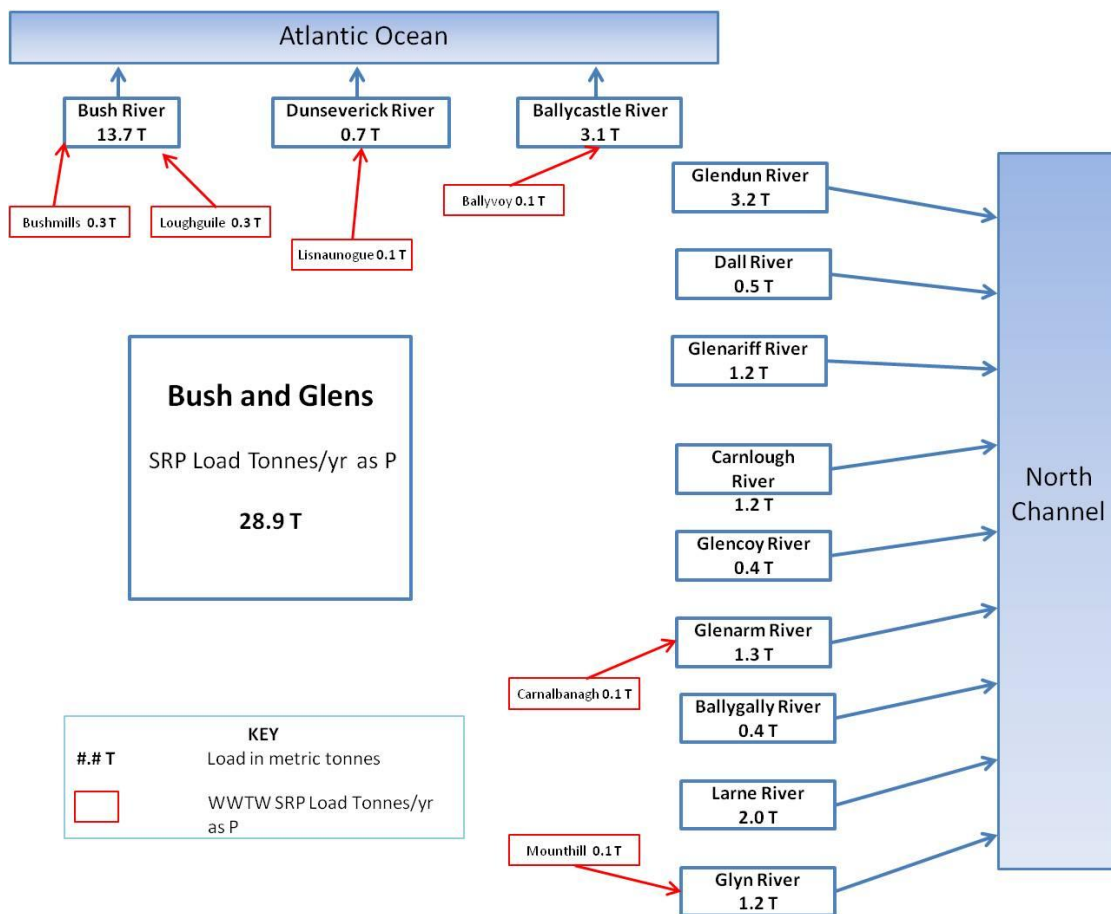 Atlantic Ocean
Bush River
13.7 T
Dunseverick River
0.7 T
Ballycastle River
3.1 T
Bushmills 0.3 T
Loughguile 0.3 T
Lisnaunogue 0.1 T
Ballyvoy 0.1 T
Glendun River
3.2 T
Dall River
0.5 T
Glenariff River
1.2 T
Carnlough
River
1.2 T
Glencoy River
0.4 T
Glenarm River
1.3 T
Carnalbanagh 0.1 T
Ballygally River
0.4 T
Larne River
2.0 T
Mounthill 0.1 T
Glyn River
1.2 T
North
Channel
Bush and Glens
SRP Load Tonnes/yr as P
28.9 T
KEY
#.# T Load in metric tonnes
WWTW SRP Load Tonnes/yr
as P